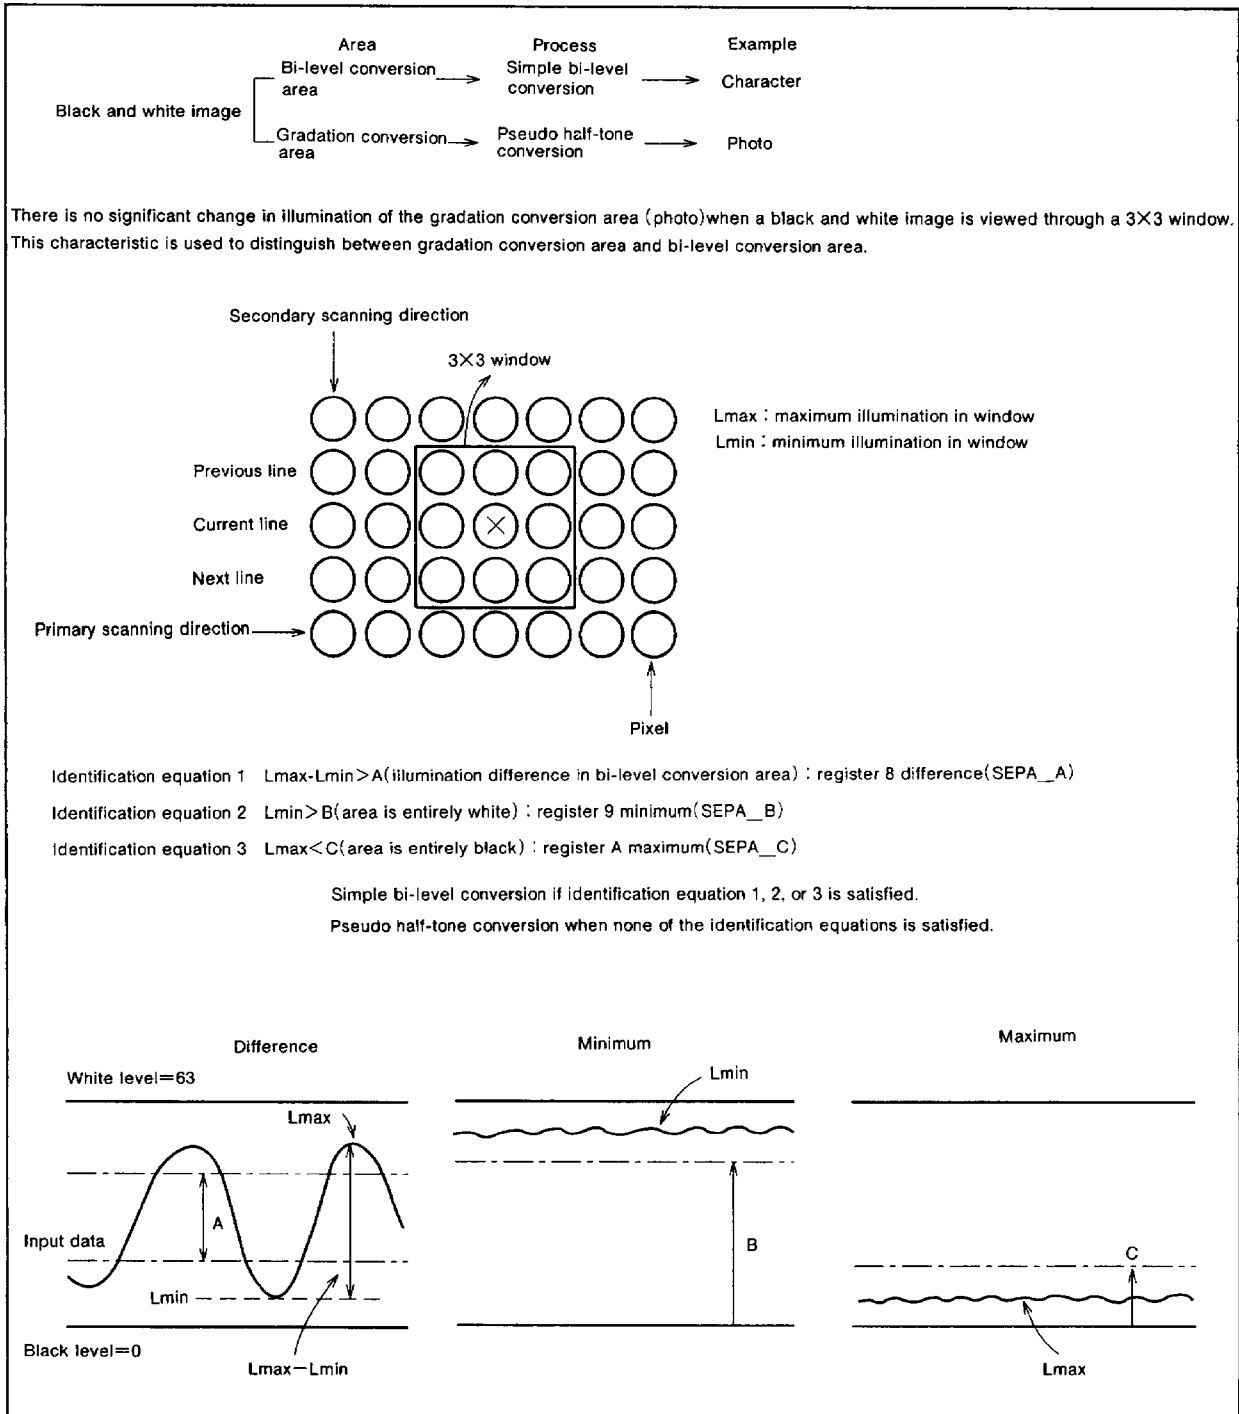 Area Process Example
Bi-level conversion area Simple bi-level conversion Character
Black and white image
Gradation conversion area Pseudo half-tone conversion Photo
There is no significant change in illumination of the gradation conversion area (photo)when a black and white image is viewed through a 3×3 window.
This characteristic is used to distinguish between gradation conversion area and bi-level conversion area.
Secondary scanning direction
3×3 window
Lmax : maximum illumination in window
Lmin : minimum illumination in window
Previous line
Current line
×
Next line
Primary scanning direction
Pixel
Identification equation 1 Lmax-Lmin>A(illumination difference in bi-level conversion area) : register 8 difference(SEPA__A)
Identification equation 2 Lmin>B(area is entirely white) : register 9 minimum(SEPA__B)
Identification equation 3 Lmax<C(area is entirely black) : register A maximum(SEPA__C)
Simple bi-level conversion if identification equation 1, 2, or 3 is satisfied.
Pseudo half-tone conversion when none of the identification equations is satisfied.
Difference
White level=63
Lmax
A
Input data
Lmin
Black level=0
Lmax−Lmin
Minimum
Lmin
B
Maximum
C
Lmax